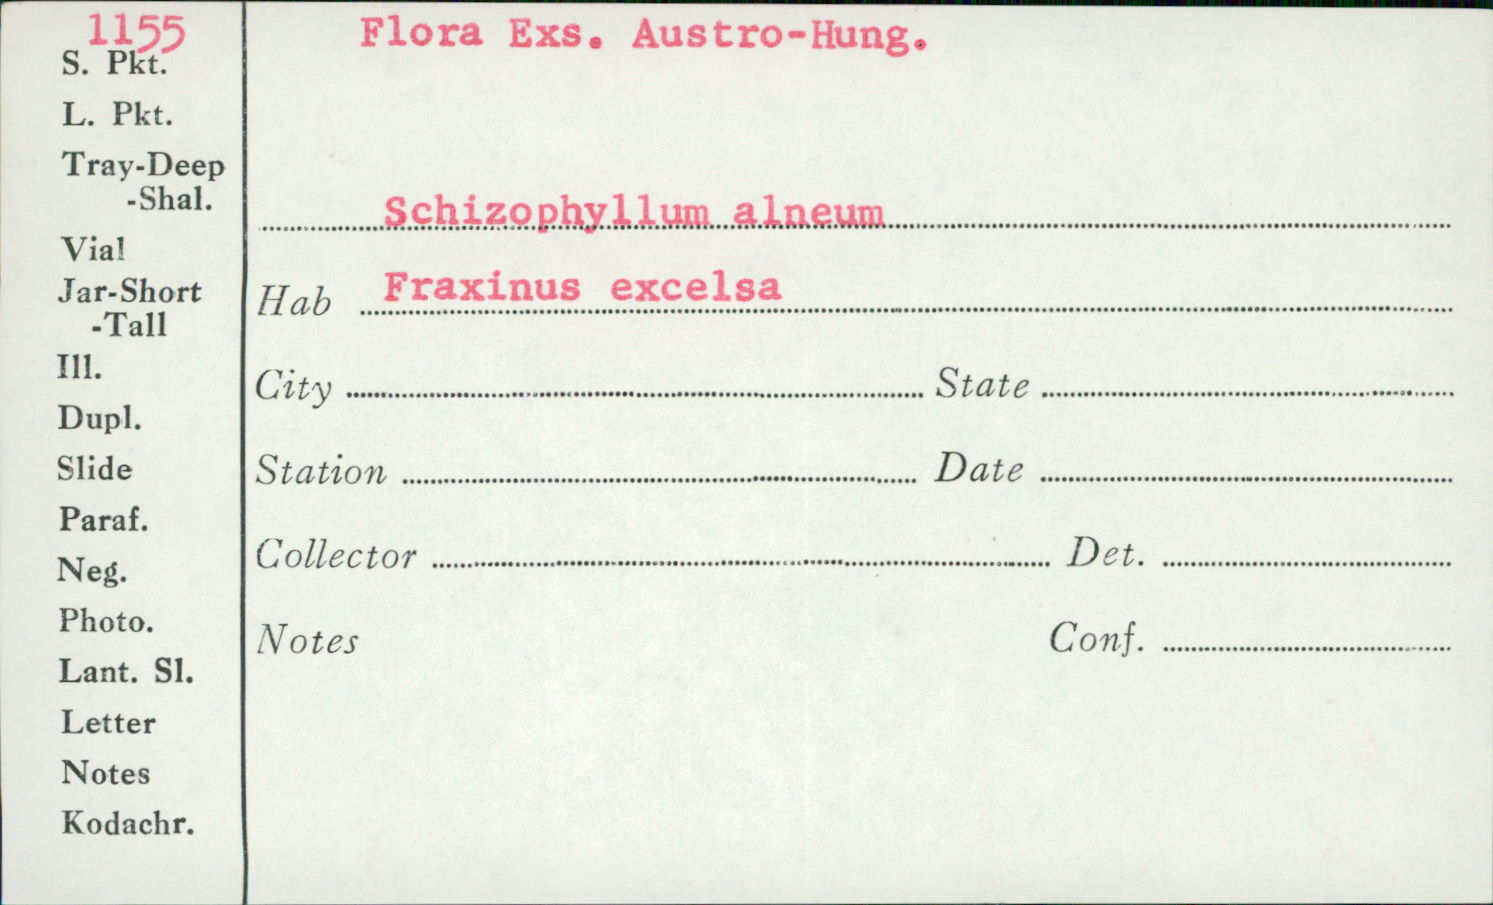 1155
S. Pkt.
L. Pkt.
Tray-Deep
-Shal.
Vial
Jar-Short
-Tall
Ill.
Dupl.
Slide
Paraf.
Neg.
Photo.
Lant. Sl.
Letter
Notes
Kodachr.
Flora Exs. Austro-Hung.
Schizophyllum alneum
Hab Fraxinus excelsa
City State
Station Date
Collector Det.
Notes Conf.